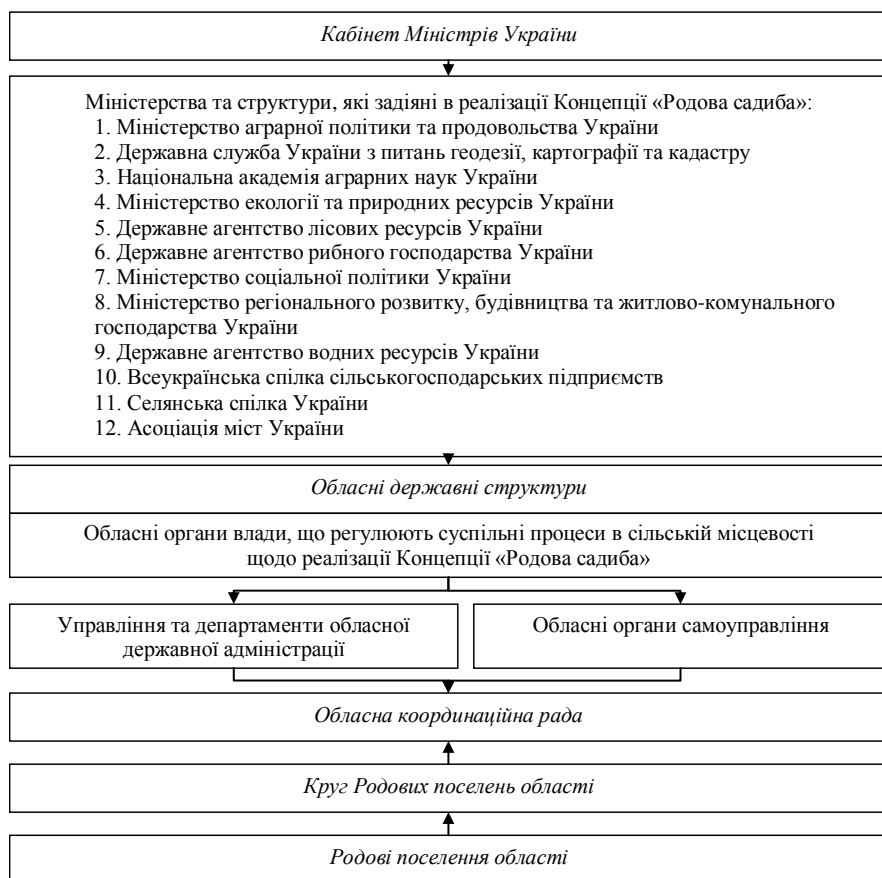 Кабінет Міністрів України
Міністерства та структури, які задіяні в реалізації Концепції «Родова садиба»:
1. Міністерство аграрної політики та продовольства України
2. Державна служба України з питань геодезії, картографії та кадастру
3. Національна академія аграрних наук України
4. Міністерство екології та природних ресурсів України
5. Державне агентство лісових ресурсів України
6. Державне агентство рибного господарства України
7. Міністерство соціальної політики України
8. Міністерство регіонального розвитку, будівництва та житлово-комунального
господарства України
9. Державне агентство водних ресурсів України
10. Всеукраїнська спілка сільськогосподарських підприємств
11. Селянська спілка України
12. Асоціація міст України
Обласні державні структури
Обласні органи влади, що регулюють суспільні процеси в сільській місцевості
щодо реалізації Концепції «Родова садиба»
Управління та департаменти обласної
державної адміністрації
Обласні органи самоуправління
Обласна координаційна рада
Круг Родових поселень області
Родові поселення області